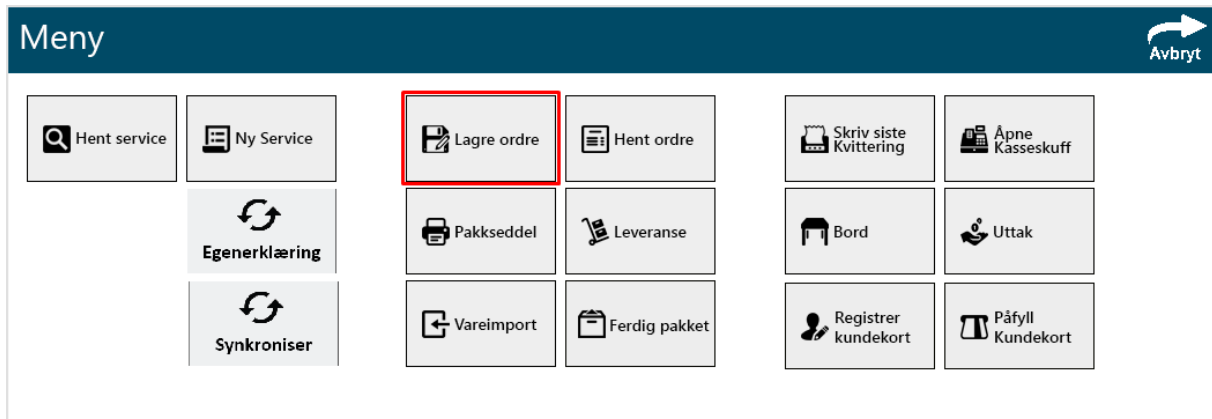 Meny
Avbryt
Hent service
Ny Service
Lagre ordre
Hent ordre
Skriv siste
Kvittering
Åpne
Kasseskuff
Egenerklæring
Pakkseddel
Leveranse
Bord
Uttak
Synkroniser
Vareimport
Ferdig pakket
Registrer
kundekort
Påfyll
Kundekort